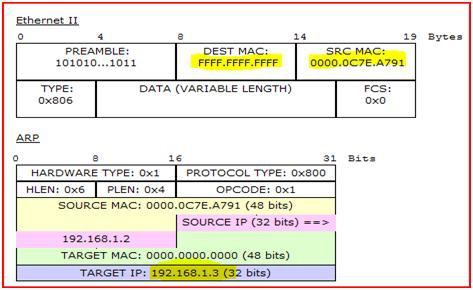 Ethernet II
0 4 8 14 19 Bytes
PREAMBLE: DEST MAC: SRC MAC:
101010...1011 FFFF.FFFF.FFFF 0000.0C7E.A791
TYPE: DATA (VARIABLE LENGTH) FCS:
0x806 0x0
ARP
0 8 16 31 Bits
HARDWARE TYPE: 0x1 PROTOCOL TYPE: 0x800
HLEN: 0x6 PLEN: 0x4 OPCODE: 0x1
SOURCE MAC: 0000.0C7E.A791 (48 bits)
SOURCE IP (32 bits) ==>
192.168.1.2
TARGET MAC: 0000.0000.0000 (48 bits)
TARGET IP: 192.168.1.3 (32 bits)